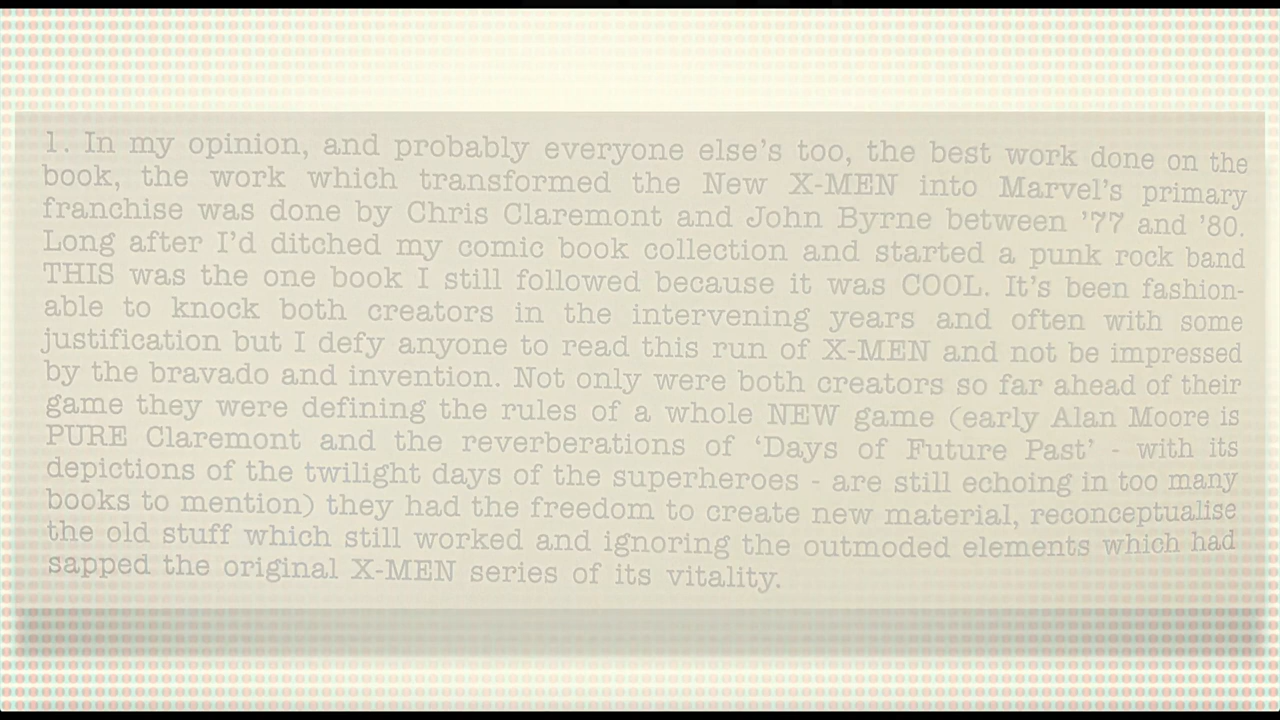 1. In my opinion, and probably everyone else's too, the best work done on the
book, the work which transformed the New X-MEN into Marvel's primary
franchise was done by Chris Claremont and John Byrne between '77 and '80.
Long after I'd ditched my comic book collection and started a punk rock band
THIS was the one book I still followed because it was COOL. It's been fashion-
able to knock both creators in the intervening years and often with some
justification but I defy anyone to read this run of X-MEN and not be impressed
by the bravado and invention. Not only were both creators so far ahead of their
game they were defining the rules of a whole NEW game (early Alan Moore is
PURE Claremont and the reverberations of ‘Days of Future Past’ - with its
depictions of the twilight days of the superheroes - are still echoing in too many
books to mention) they had the freedom to create new material, reconceptualise
the old stuff which still worked and ignoring the outmoded elements which had
sapped the original X-MEN series of its vitality.